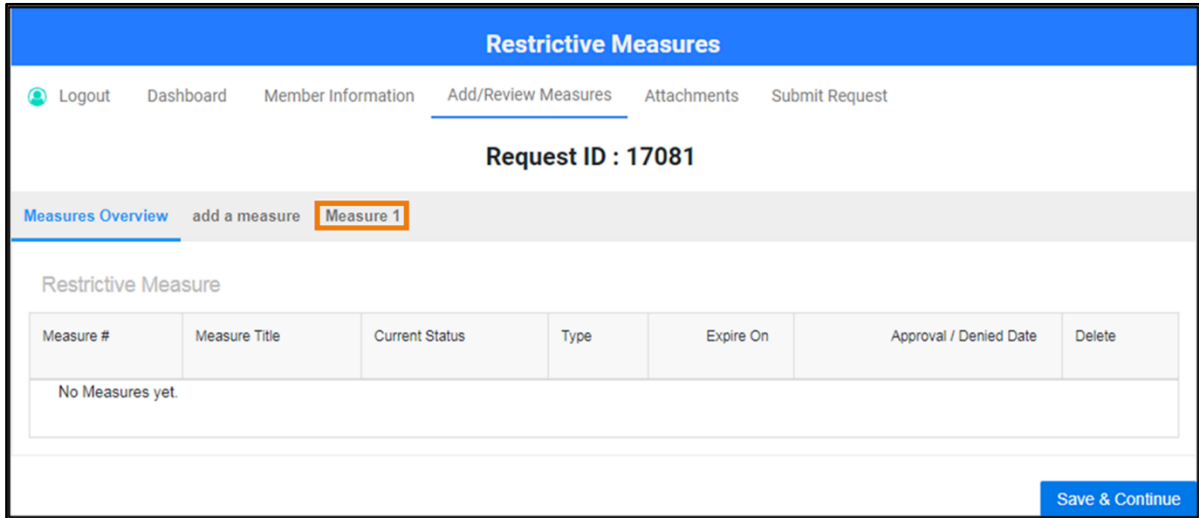 Restrictive Measures
Logout Dashboard Member Information Add/Review Measures Attachments Submit Request
Request ID : 17081
Measures Overview add a measure Measure 1
Restrictive Measure
Measure # Measure Title Current Status Type Expire On Approval / Denied Date Delete
No Measures yet.
Save & Continue